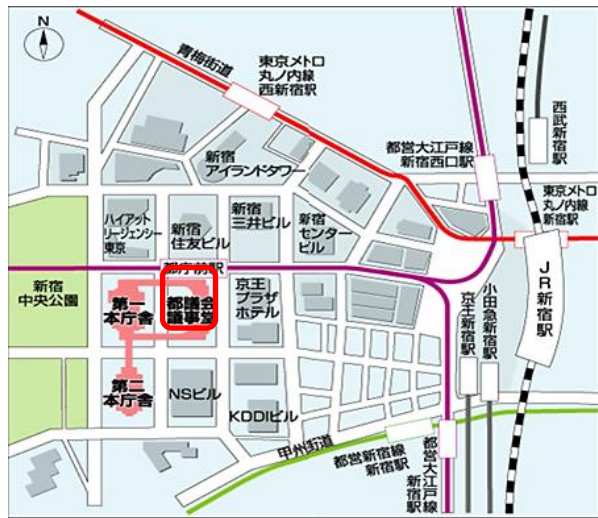 N
青梅街道
東京メトロ
丸ノ内線
西新宿駅
西武新宿駅
都営大江戸線
新宿西口駅
新宿
アイランドタワー
東京メトロ
丸ノ内線
新宿駅
ハイアット
リージェンシー
東京
新宿
住友ビル
新宿
三井ビル
新宿
センター
ビル
都庁前駅
新宿
中央公園
第一
本庁舎
都議会
議事堂
京王
プラザ
ホテル
京王新宿駅
小田急新宿駅
JR新宿駅
第二
本庁舎
NSビル
KDDIビル
甲州街道
都営新宿線
新宿駅
都営大江戸線
新宿駅